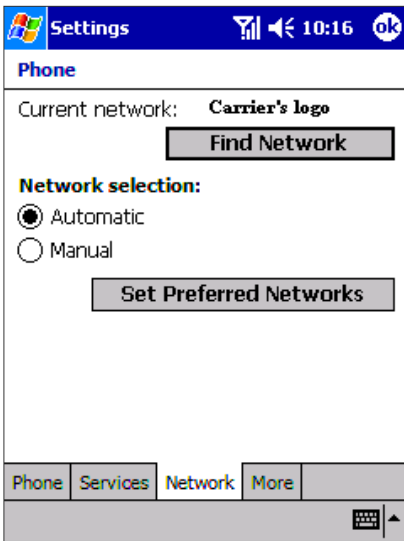 Settings 10:16 ok
Phone
Current network: Carrier's logo
Find Network
Network selection:
Automatic
Manual
Set Preferred Networks
Phone Services Network More